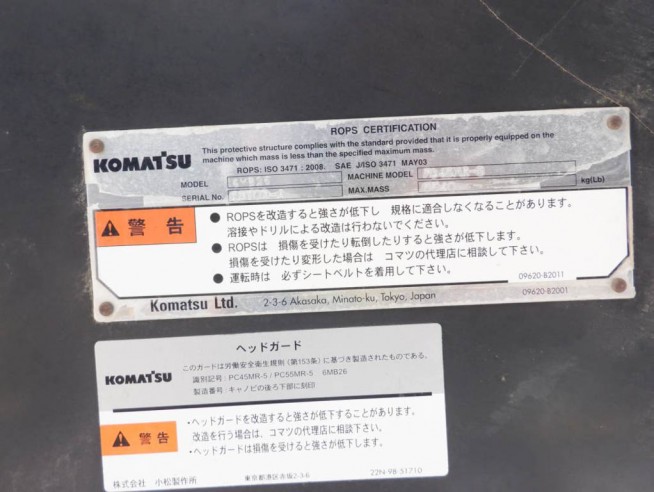 ROPS CERTIFICATION
KOMATSU
This protective structure complies with the standard provided that it is properly equipped on the
machine which mass is less than the specified maximum mass.
ROPS: ISO 3471 : 2008, SAE J/ISO 3471 MAY03
MODEL MACHINE MODEL
SERIAL No. MAX.MASS kg(Lb)
警告
● ROPSを改造すると強さが低下し 規格に適合しなくなることがあります。
溶接やドリルによる改造は行わないでください。
● ROPSは 損傷を受けたり転倒したりすると強さが低下します。
損傷を受けたり変形した場合は コマツの代理店に相談して下さい。
● 運転時は 必ずシートベルトを着用して下さい。
09620-B2011
Komatsu Ltd. 2-3-6 Akasaka, Minato-ku, Tokyo, Japan 09620-B2001
ヘッドガード
KOMATSU
このガードは労働安全衛生規則(第153条)に基づき製造されたものである。
識別記号:PC45MR-5/PC55MR-5 6MB26
製造番号:キャノピの後ろ下部に刻印
警告
・ヘッドガードを改造すると強さが低下することがあります。
改造を行う場合は、コマツの代理店に相談下さい。
・ヘッドガードは損傷を受けると強さが低下します。
株式会社 小松製作所 東京都港区赤坂2-3-6 22N-98-51710